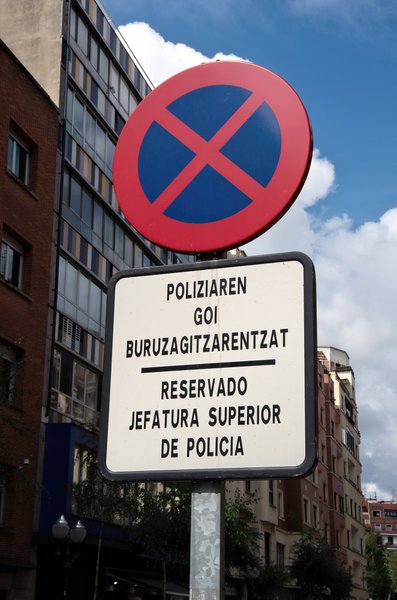 POLIZIAREN
GOI
BURUZAGITZARENTZAT
RESERVADO
JEFATURA SUPERIOR
DE POLICIA